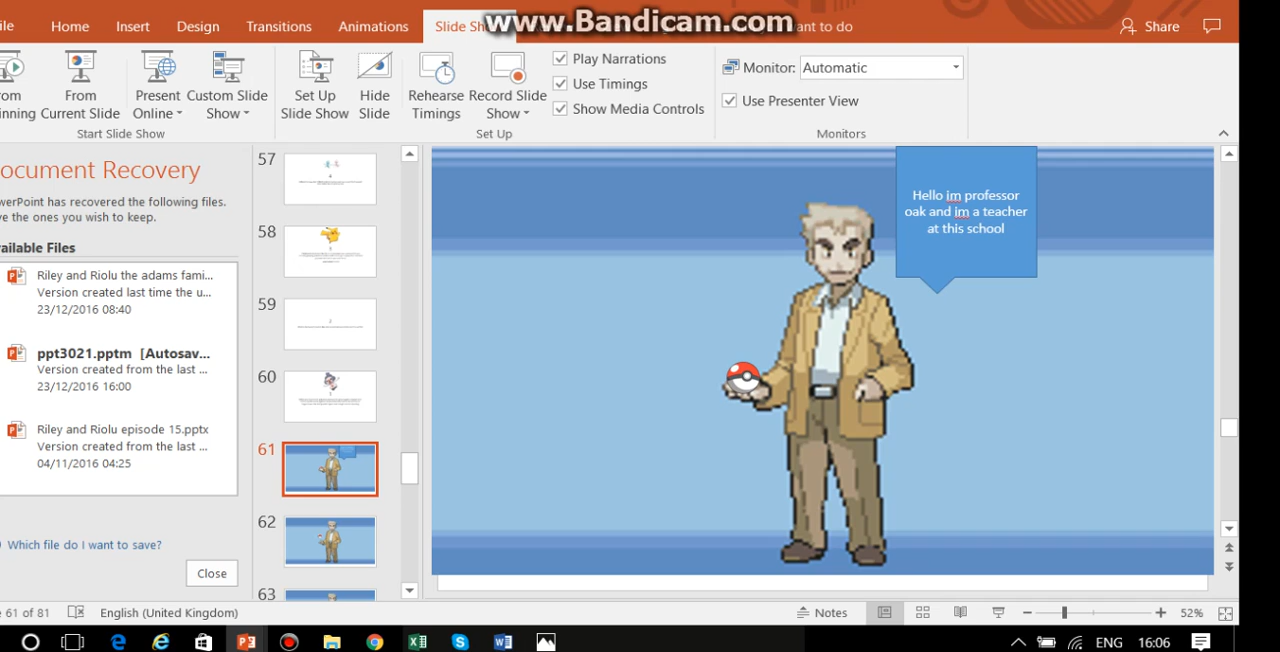 www.Bandicam.com
Home Insert Design Transitions Animations Slide Sh want to do Share
Play Narrations
Use Timings
Show Media Controls
Monitor: Automatic
Use Presenter View
From Current Slide
Present Online
Custom Slide Show
Set Up Slide Show
Hide Slide
Rehearse Timings
Record Slide Show
Start Slide Show Set Up Monitors
ocument Recovery
werPoint has recovered the following files.
ve the ones you wish to keep.
ailable Files
Riley and Riolu the adams fami...
Version created last time the u...
23/12/2016 08:40
ppt3021.pptm [Autosav...
Version created from the last ...
23/12/2016 16:00
Riley and Riolu episode 15.pptx
Version created from the last ...
04/11/2016 04:25
Which file do I want to save?
Close
57
58
59
60
61
62
63
Hello im professor
oak and im a teacher
at this school
61 of 81 English (United Kingdom) Notes 52%
ENG 16:06